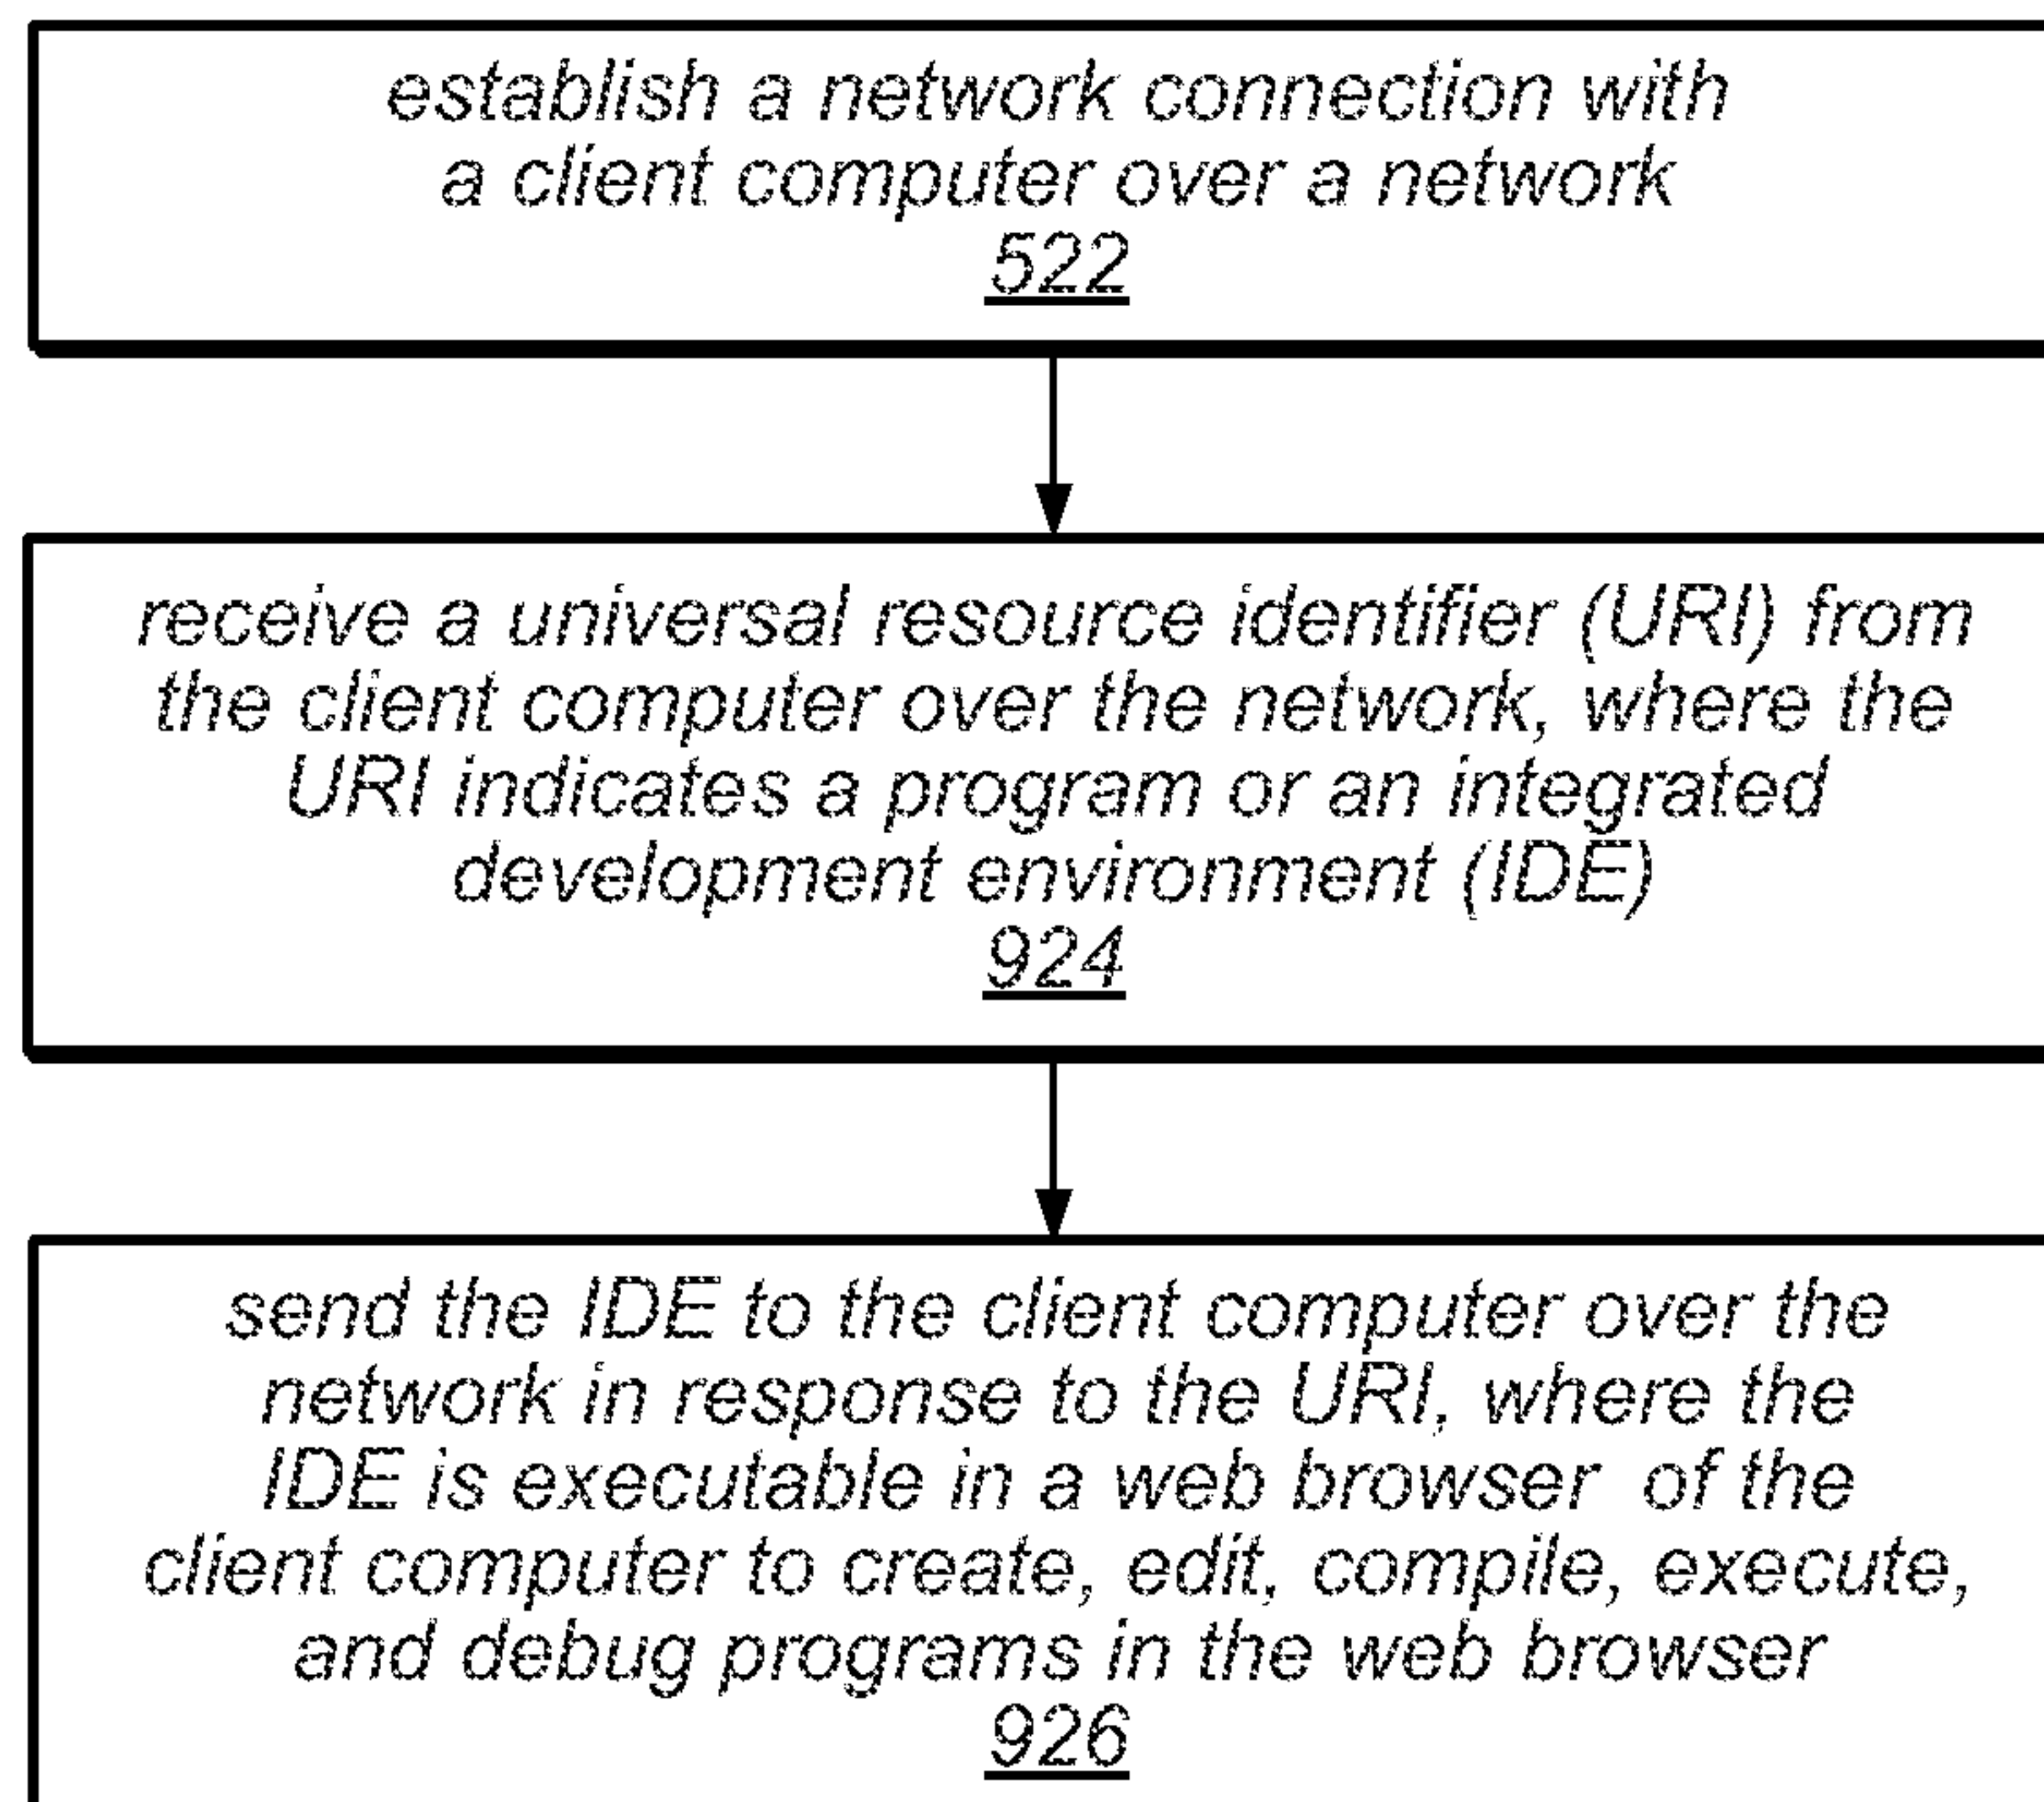 establish a network connection with
a client computer over a network
522
receive a universal resource identifier (URI) from
the client computer over the network, where the
URI indicates a program or an integrated
development environment (IDE)
924
send the IDE to the client computer over the
network in response to the URI, where the
IDE is executable in a web browser of the
client computer to create, edit, compile, execute,
and debug programs in the web browser
926